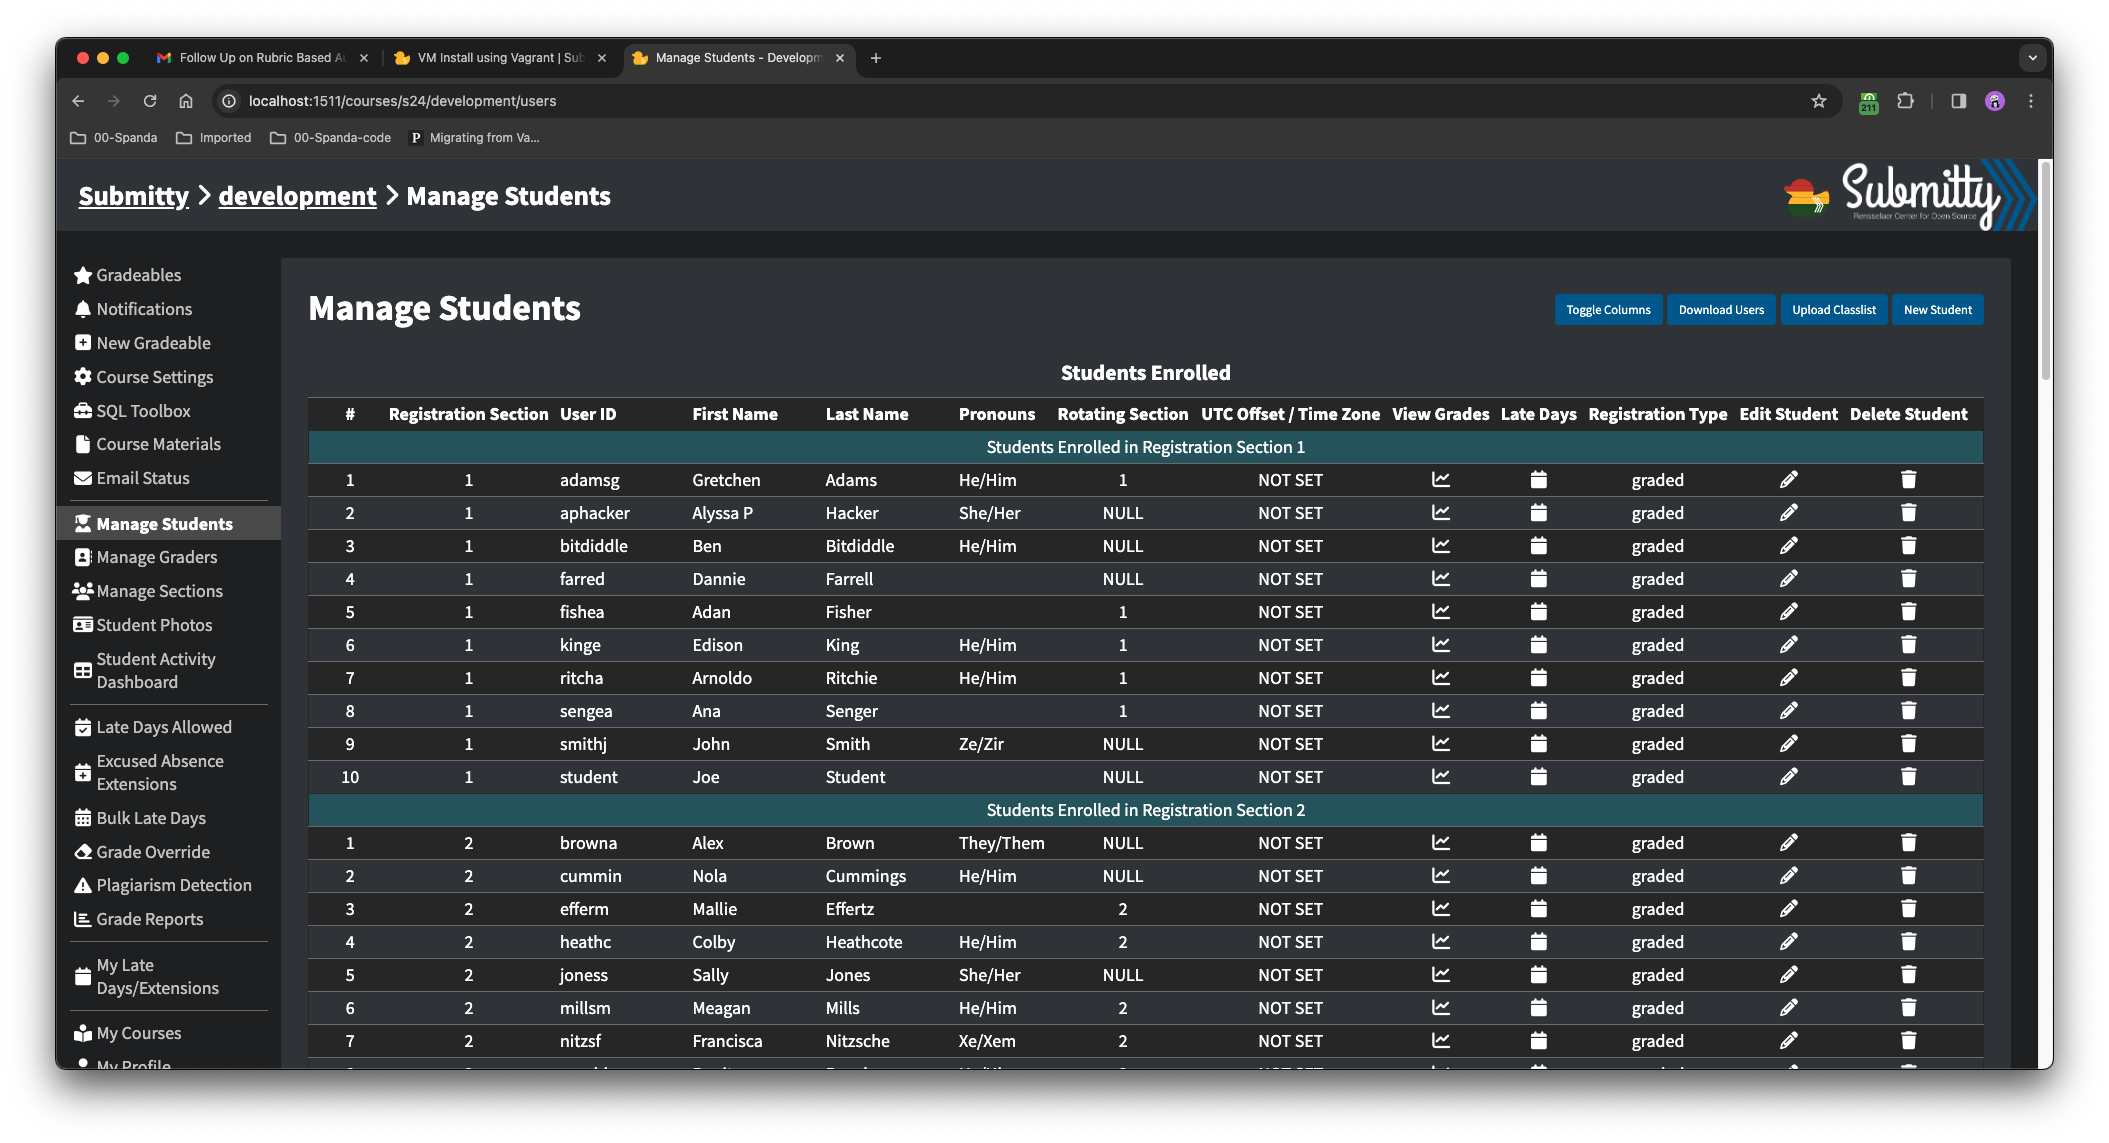 Follow Up on Rubric Based A
VM Install using Vagrant | Sub
Manage Students - Developm
localhost:1511/courses/s24/development/users
211
00-Spanda
Imported
00-Spanda-code
P Migrating from Va...
Submitty > development > Manage Students
Submitty
Rensselaer Center for Open Source
Gradeables
Notifications
New Gradeable
Course Settings
SQL Toolbox
Course Materials
Email Status
Manage Students
Manage Graders
Manage Sections
Student Photos
Student Activity
Dashboard
Late Days Allowed
Excused Absence
Extensions
Bulk Late Days
Grade Override
Plagiarism Detection
Grade Reports
My Late
Days/Extensions
My Courses
My Profile
Manage Students
Toggle Columns Download Users Upload Classlist New Student
Students Enrolled
# Registration Section User ID First Name Last Name Pronouns Rotating Section UTC Offset / Time Zone View Grades Late Days Registration Type Edit Student Delete Student
Students Enrolled in Registration Section 1
1 1 adamsg Gretchen Adams He/Him 1 NOT SET graded
2 1 aphacker Alyssa P Hacker She/Her NULL NOT SET graded
3 1 bitdiddle Ben Bitdiddle He/Him NULL NOT SET graded
4 1 farred Dannie Farrell NULL NOT SET graded
5 1 fishea Adan Fisher 1 NOT SET graded
6 1 kinge Edison King He/Him 1 NOT SET graded
7 1 ritcha Arnoldo Ritchie He/Him 1 NOT SET graded
8 1 sengea Ana Senger 1 NOT SET graded
9 1 smithj John Smith Ze/Zir NULL NOT SET graded
10 1 student Joe Student NULL NOT SET graded
Students Enrolled in Registration Section 2
1 2 browna Alex Brown They/Them NULL NOT SET graded
2 2 cummin Nola Cummings He/Him NULL NOT SET graded
3 2 efferm Mallie Effertz 2 NOT SET graded
4 2 heathc Colby Heathcote He/Him 2 NOT SET graded
5 2 joness Sally Jones She/Her NULL NOT SET graded
6 2 millsm Meagan Mills He/Him 2 NOT SET graded
7 2 nitzsf Francisca Nitzsche Xe/Xem 2 NOT SET graded